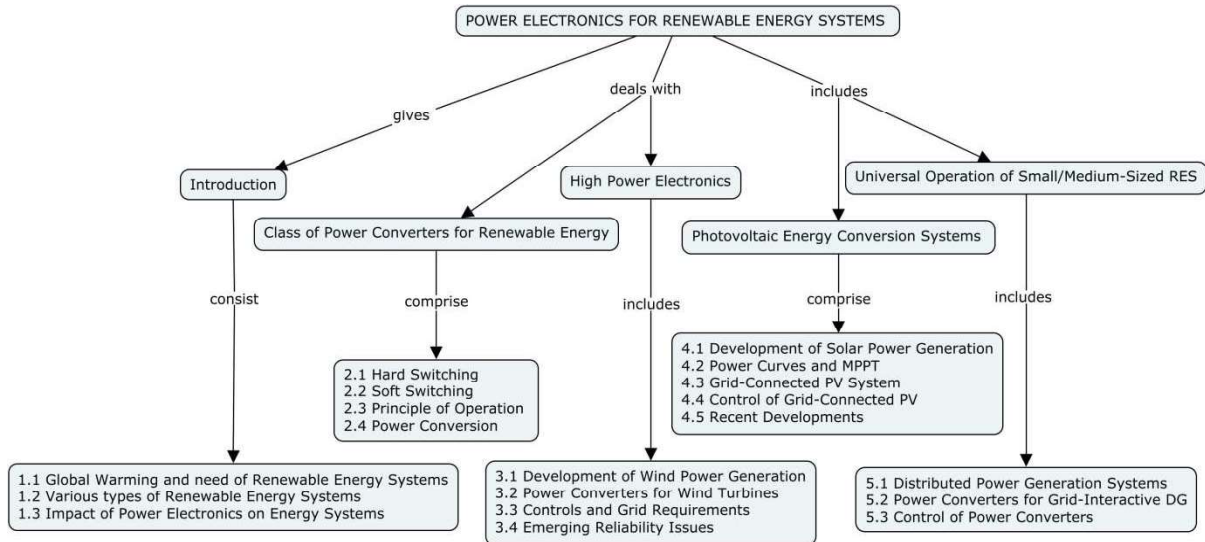 POWER ELECTRONICS FOR RENEWABLE ENERGY SYSTEMS
gives
deals with
includes
Introduction
Class of Power Converters for Renewable Energy
High Power Electronics
Photovoltaic Energy Conversion Systems
Universal Operation of Small/Medium-Sized RES
consist
comprise
includes
comprise
includes
1.1 Global Warming and need of Renewable Energy Systems
1.2 Various types of Renewable Energy Systems
1.3 Impact of Power Electronics on Energy Systems
2.1 Hard Switching
2.2 Soft Switching
2.3 Principle of Operation
2.4 Power Conversion
3.1 Development of Wind Power Generation
3.2 Power Converters for Wind Turbines
3.3 Controls and Grid Requirements
3.4 Emerging Reliability Issues
4.1 Development of Solar Power Generation
4.2 Power Curves and MPPT
4.3 Grid-Connected PV System
4.4 Control of Grid-Connected PV
4.5 Recent Developments
5.1 Distributed Power Generation Systems
5.2 Power Converters for Grid-Interactive DG
5.3 Control of Power Converters